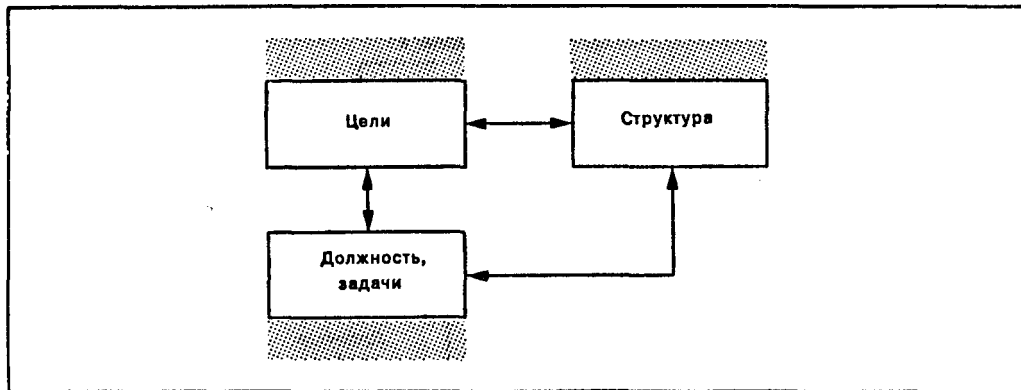 Цели
Структура
Должность,
задачи